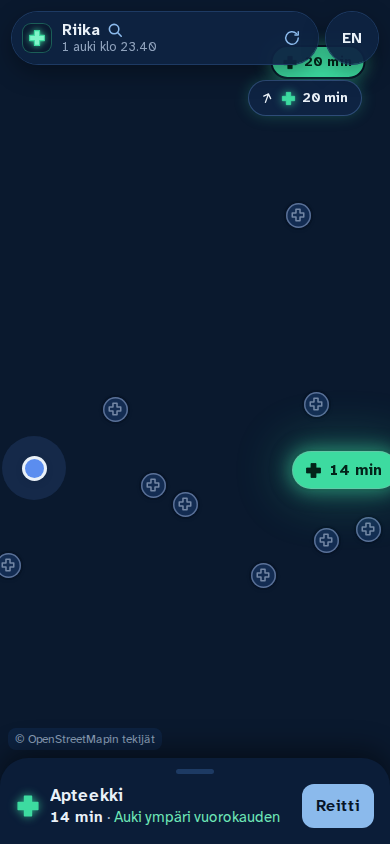 Riika
1 auki klo 23.40
EN
20 min
20 min
14 min
© OpenStreetMapin tekijät
Apteekki
14 min · Auki ympäri vuorokauden
Reitti